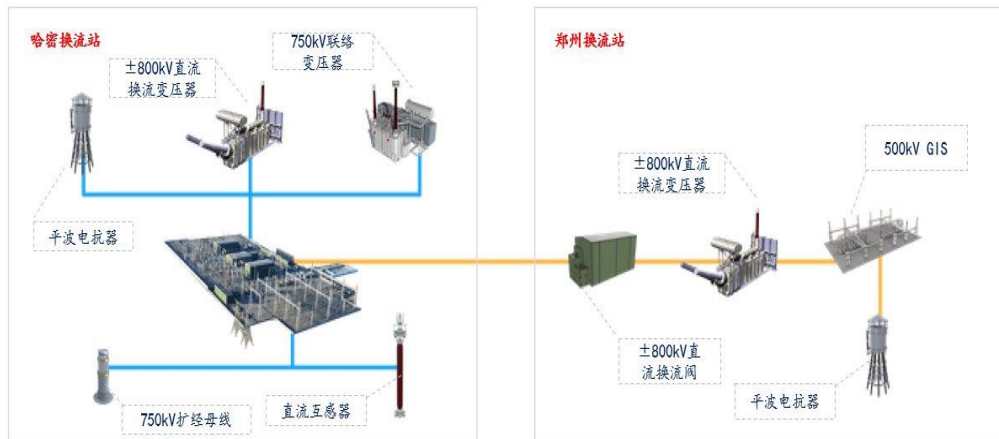 哈密换流站
750kV联络
变压器
±800kV直流
换流变压器
平波电抗器
750kV扩经母线
直流互感器
郑州换流站
±800kV直流
换流变压器
500kV GIS
±800kV直
流换流阀
平波电抗器